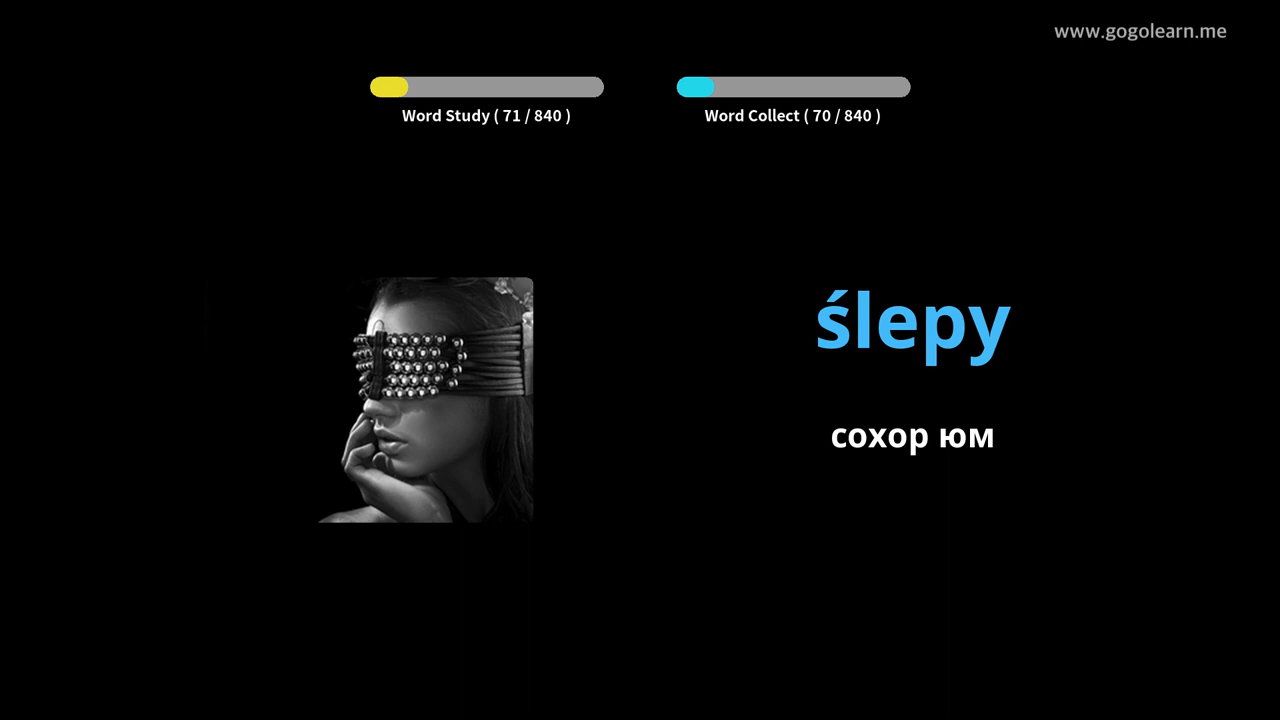 www.gogolearn.me
Word Study ( 71 / 840 )
Word Collect ( 70 / 840 )
ślepy
сохор юм